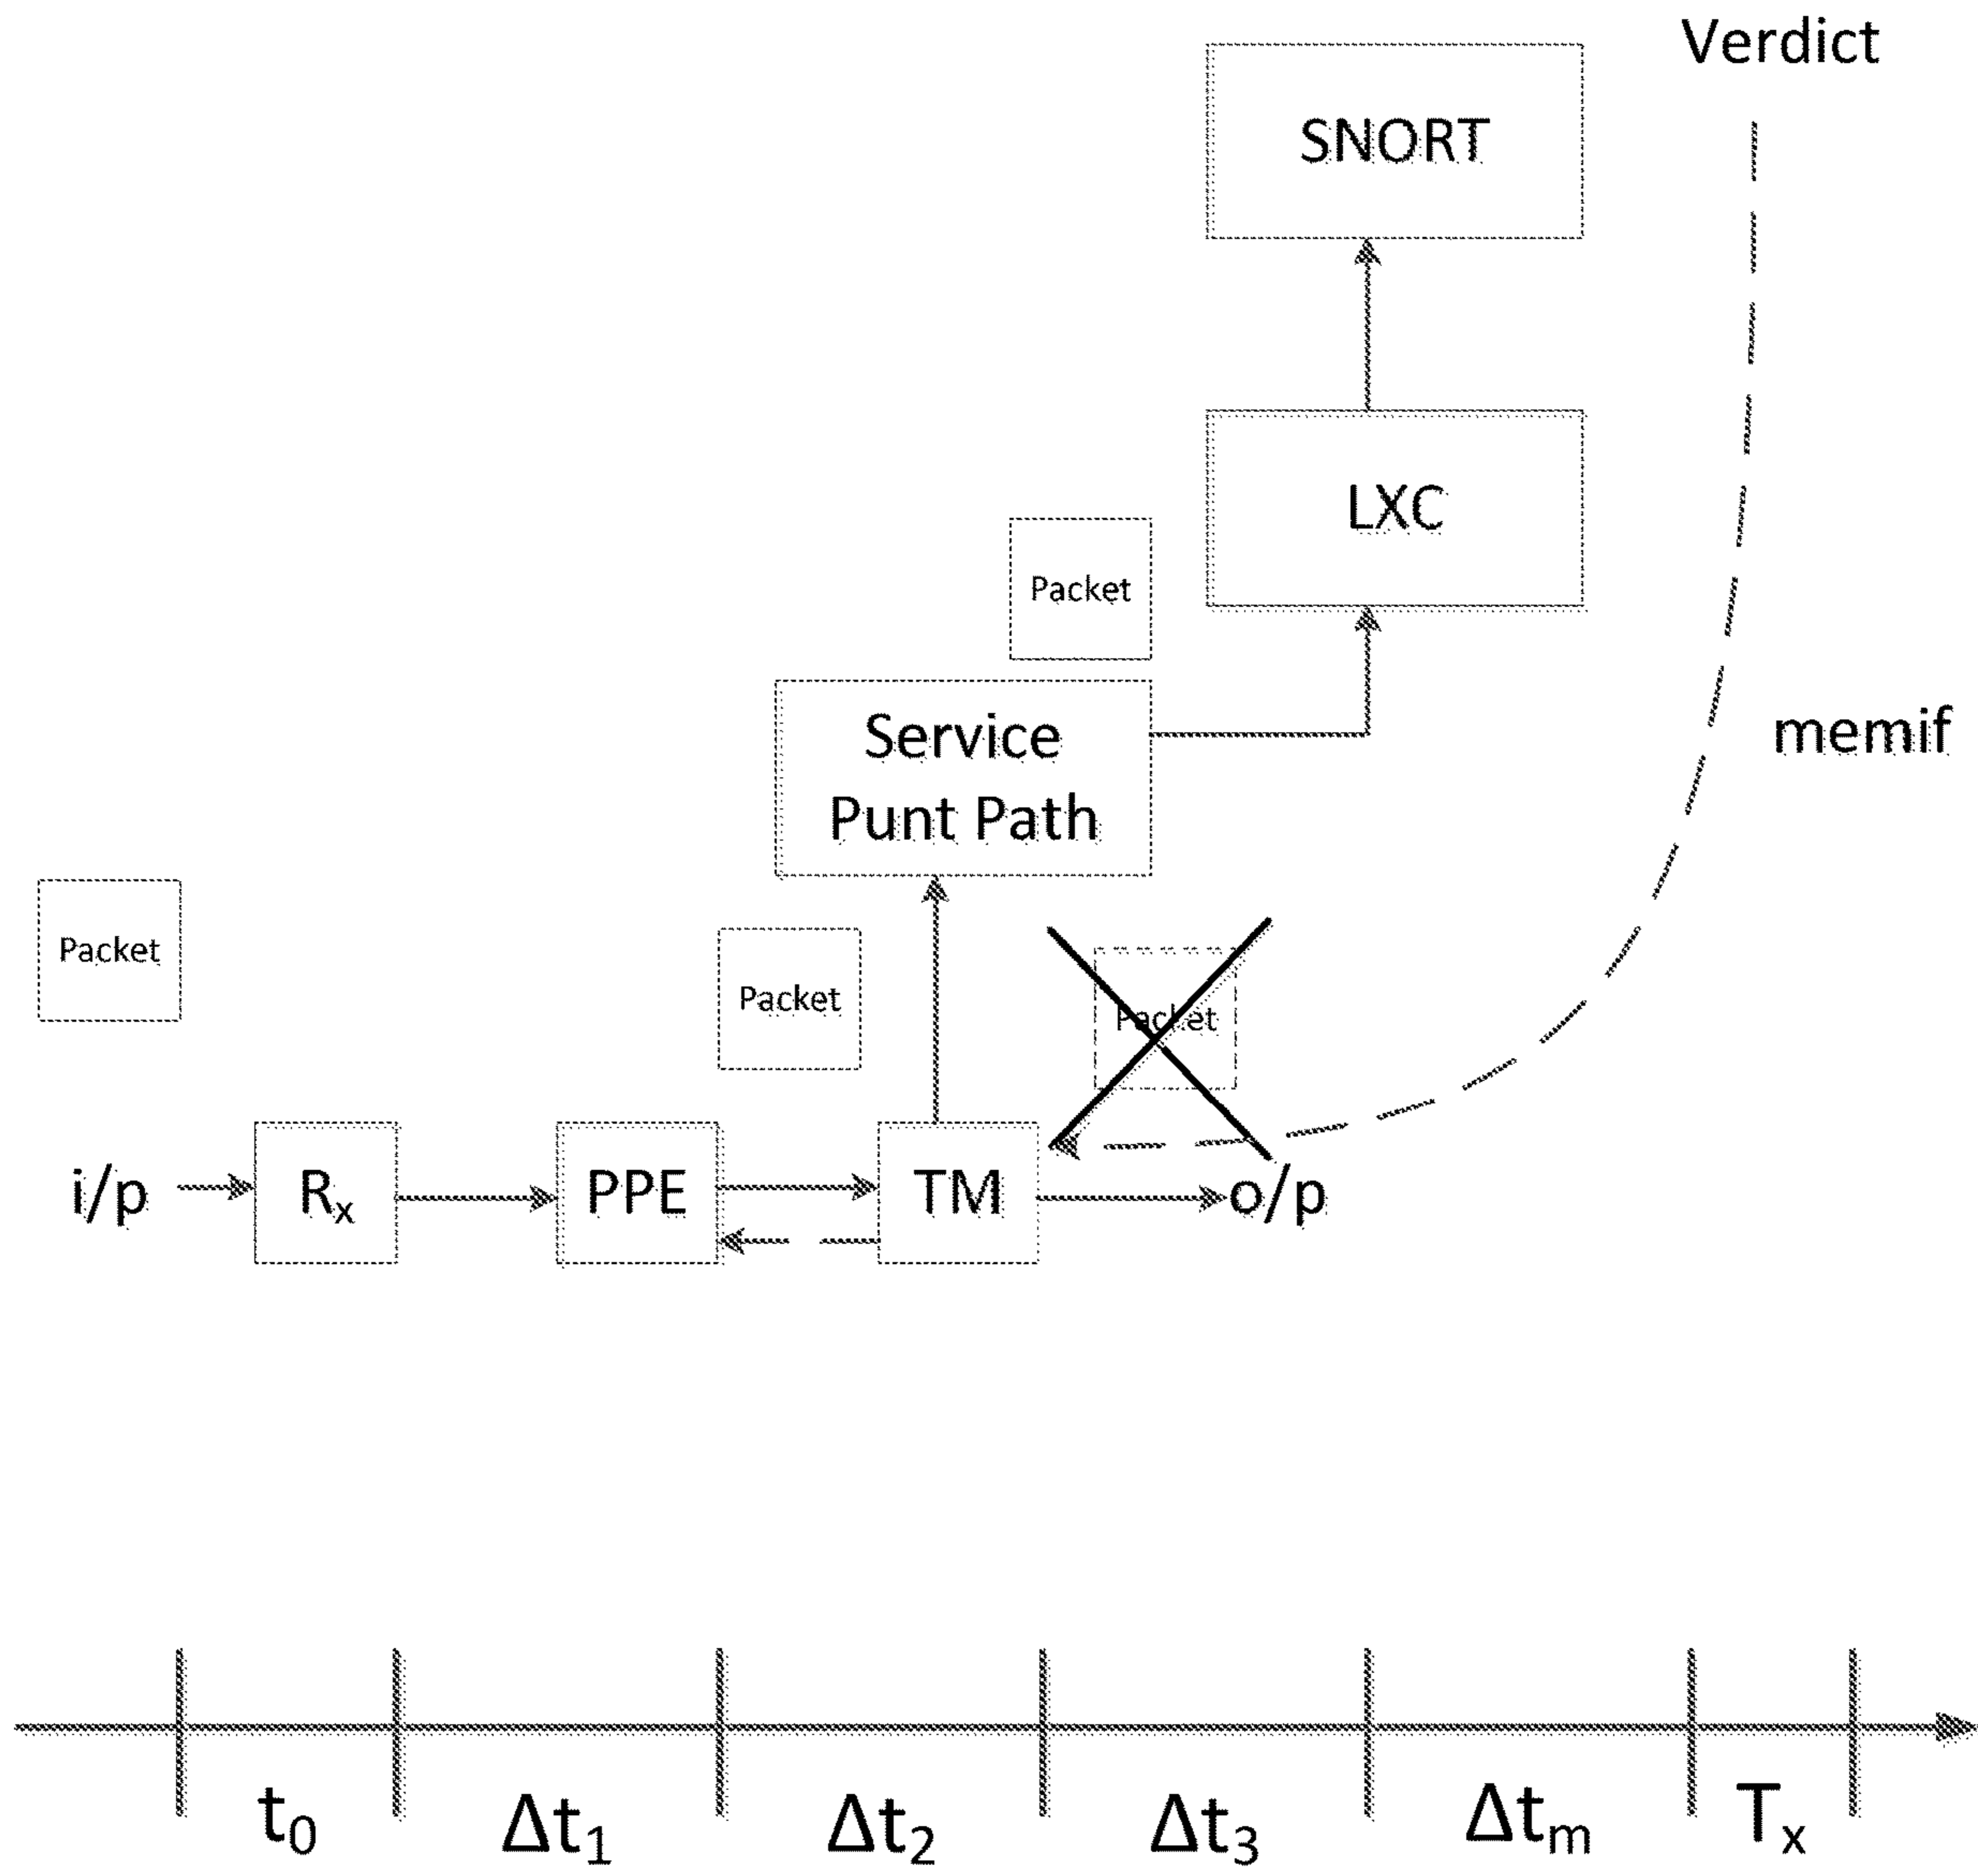 Verdict
SNORT
LXC
Packet
memif
Service
Punt Path
Packet
Packet
Packet
i/p
Rₓ
PPE
TM
o/p
t₀
Δt₁
Δt₂
Δt₃
Δtₘ
Tₓ